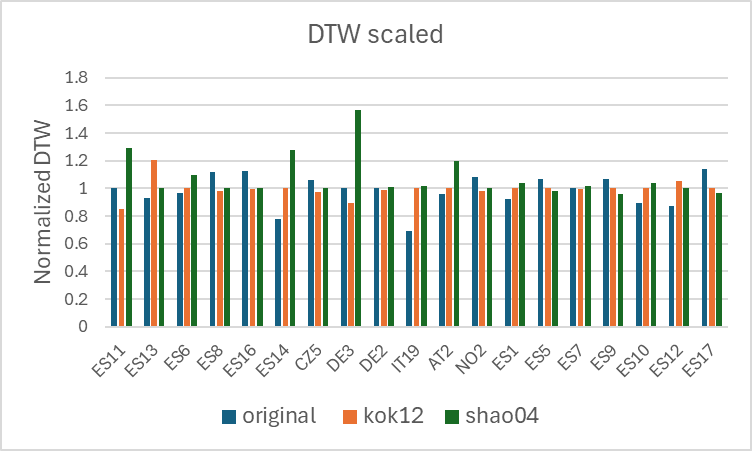 DTW scaled
Normalized DTW
1.8
1.6
1.4
1.2
1
0.8
0.6
0.4
0.2
0
ES11 ES13 ES6 ES8 ES16 ES14 CZ5 DE3 DE2 IT19 AT2 NO2 ES1 ES5 ES7 ES9 ES10 ES12 ES17
original kok12 shao04